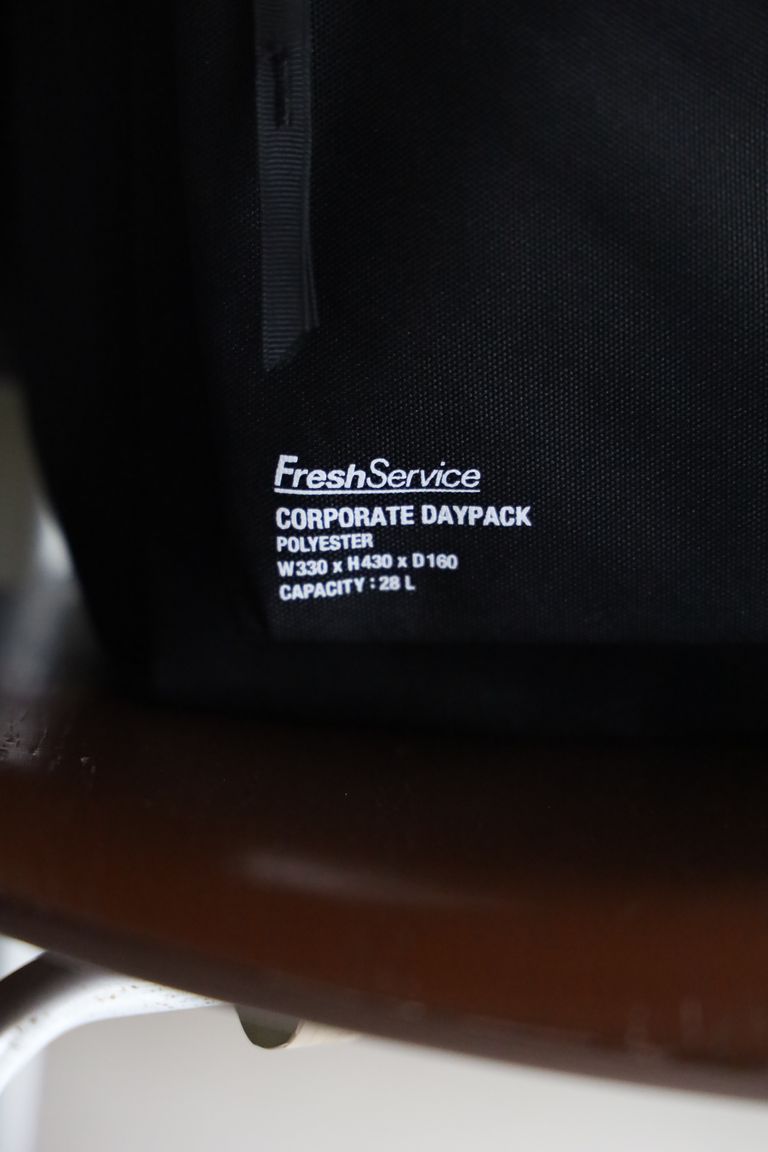 FreshService
CORPORATE DAYPACK
POLYESTER
W330 x H430 x D160
CAPACITY : 28 L